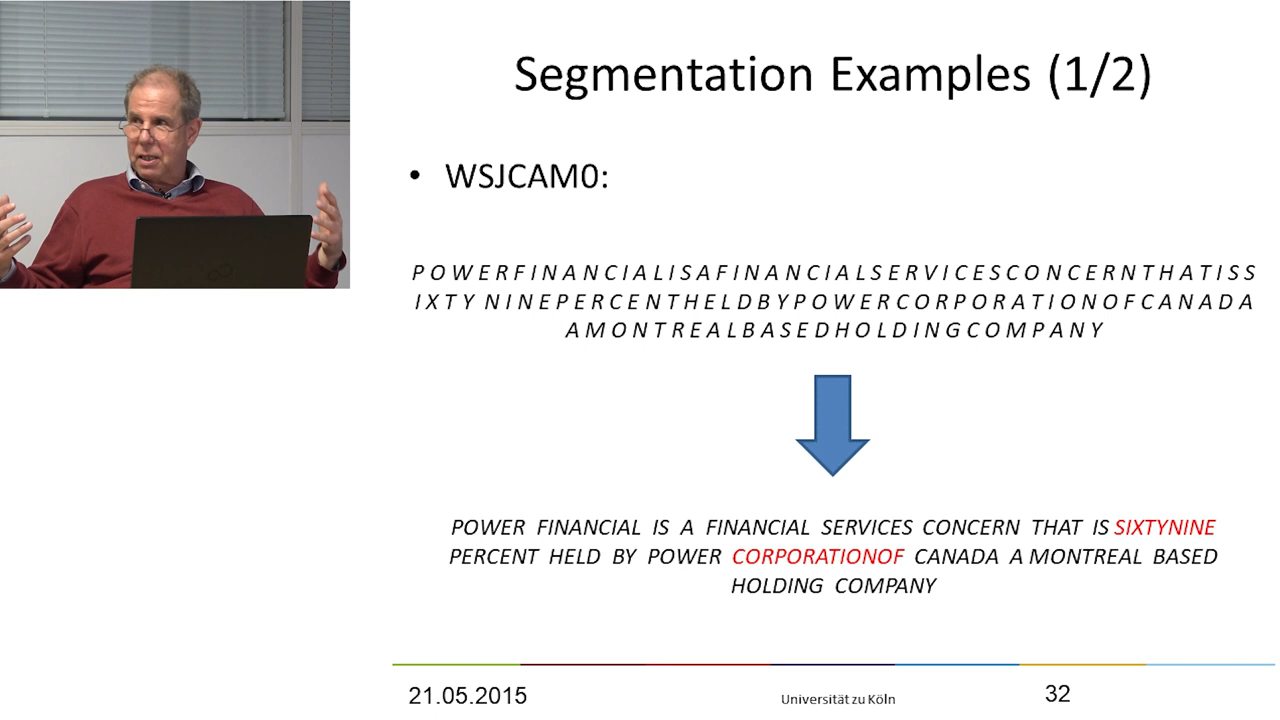 Segmentation Examples (1/2)
• WSJCAM0:
P O W E R F I N A N C I A L I S A F I N A N C I A L S E R V I C E S C O N C E R N T H A T I S S
I X T Y N I N E P E R C E N T H E L D B Y P O W E R C O R P O R A T I O N O F C A N A D A
A M O N T R E A L B A S E D H O L D I N G C O M P A N Y
POWER FINANCIAL IS A FINANCIAL SERVICES CONCERN THAT IS SIXTYNINE
PERCENT HELD BY POWER CORPORATIONOF CANADA A MONTREAL BASED
HOLDING COMPANY
21.05.2015 Universität zu Köln 32